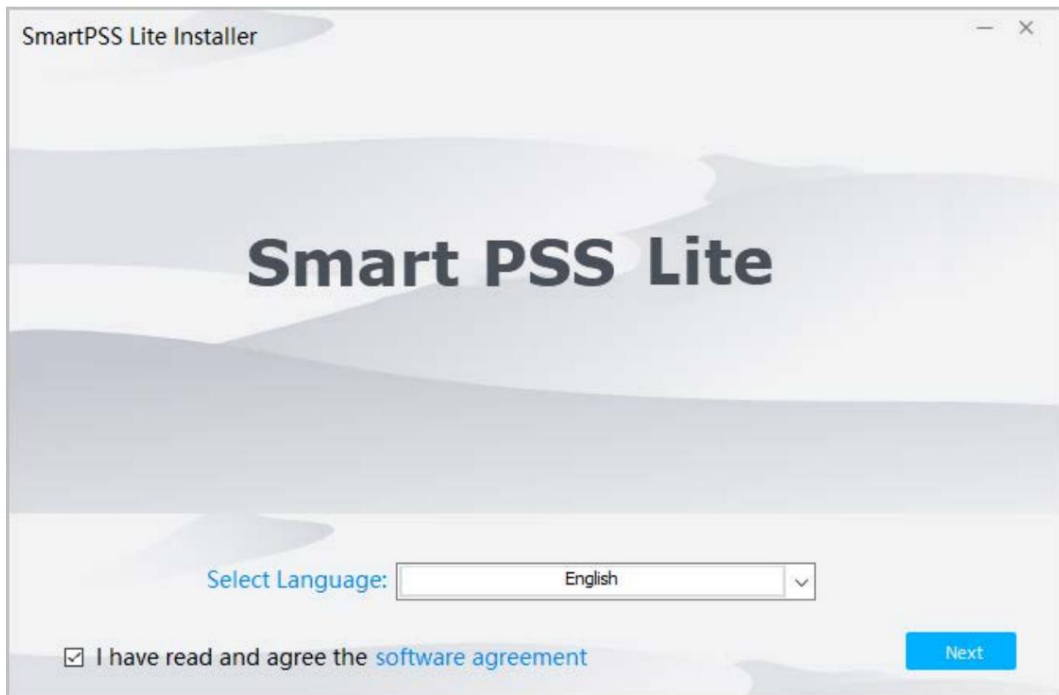 SmartPSS Lite Installer
Smart PSS Lite
Select Language: English
I have read and agree the software agreement
Next